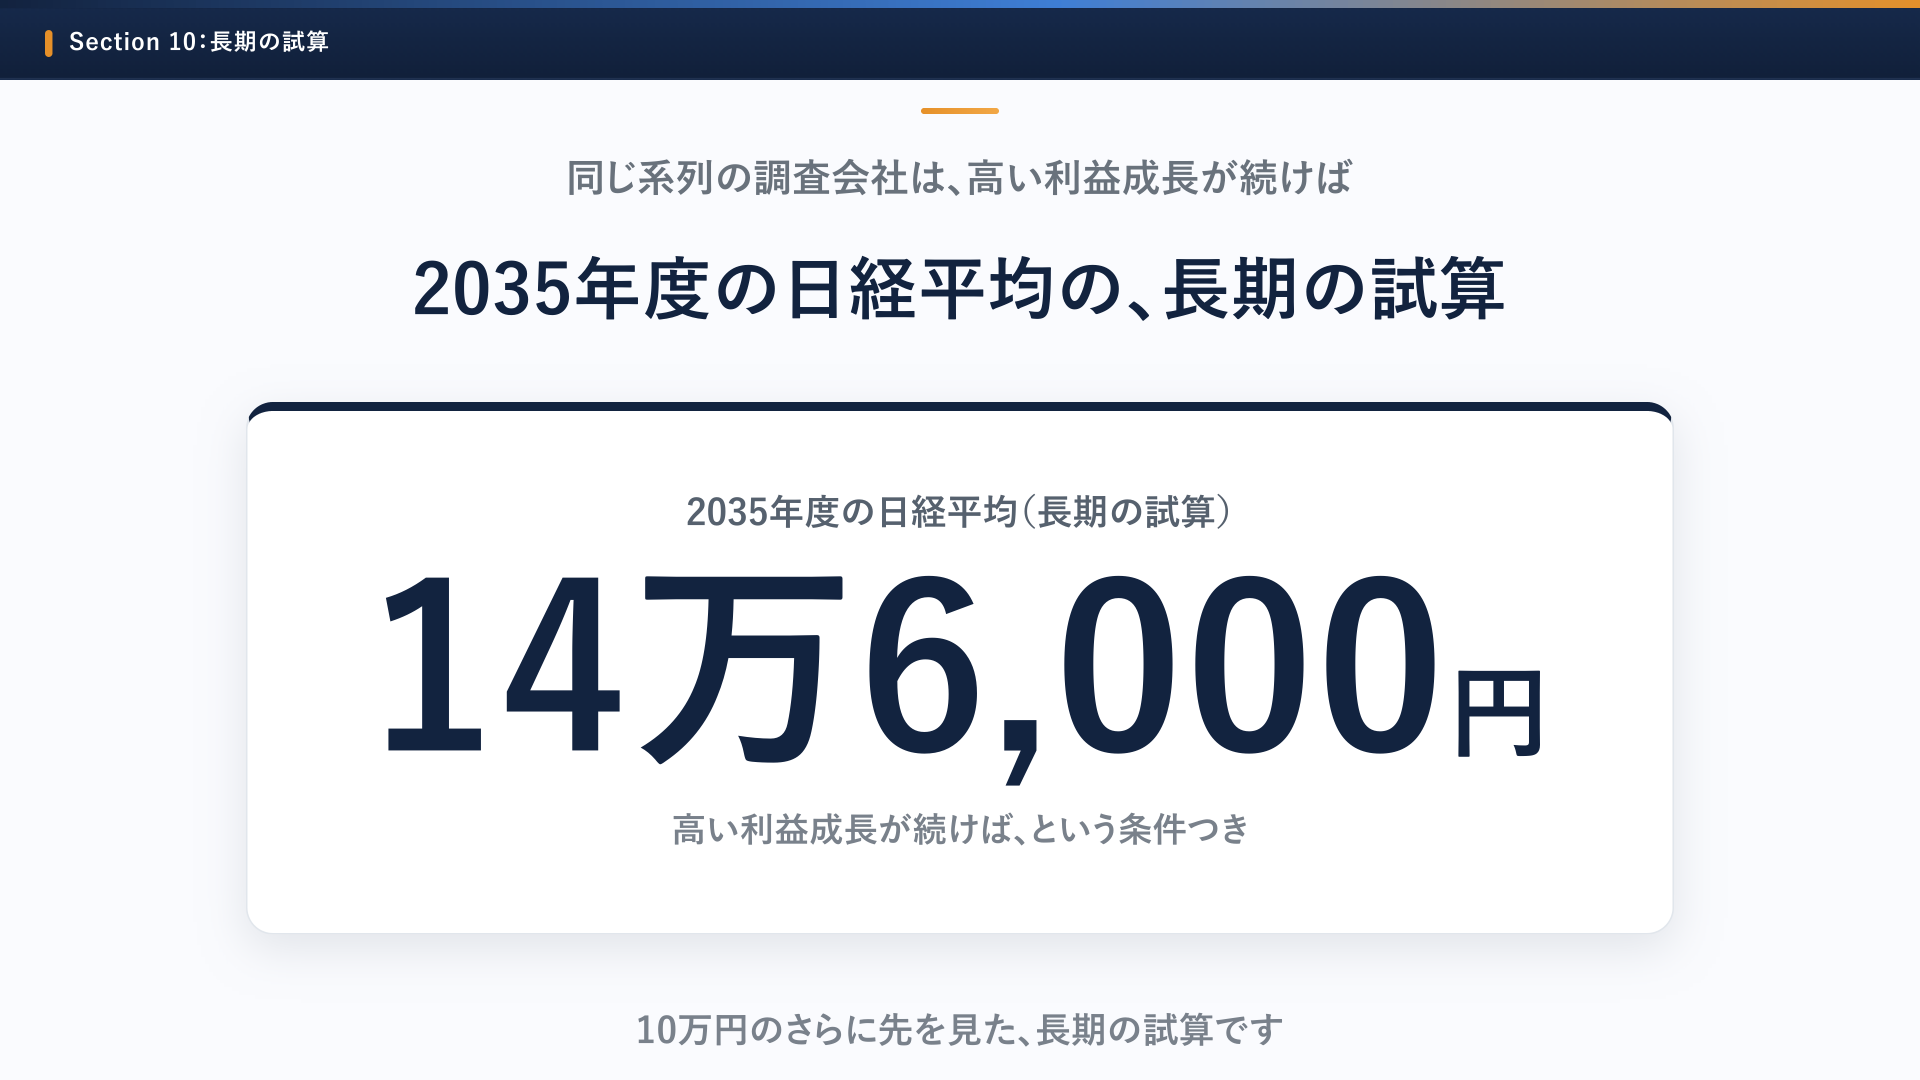 Section 10：長期の試算
同じ系列の調査会社は、高い利益成長が続けば
2035年度の日経平均の、長期の試算
2035年度の日経平均（長期の試算）
14万6,000円
高い利益成長が続けば、という条件つき
10万円のさらに先を見た、長期の試算です